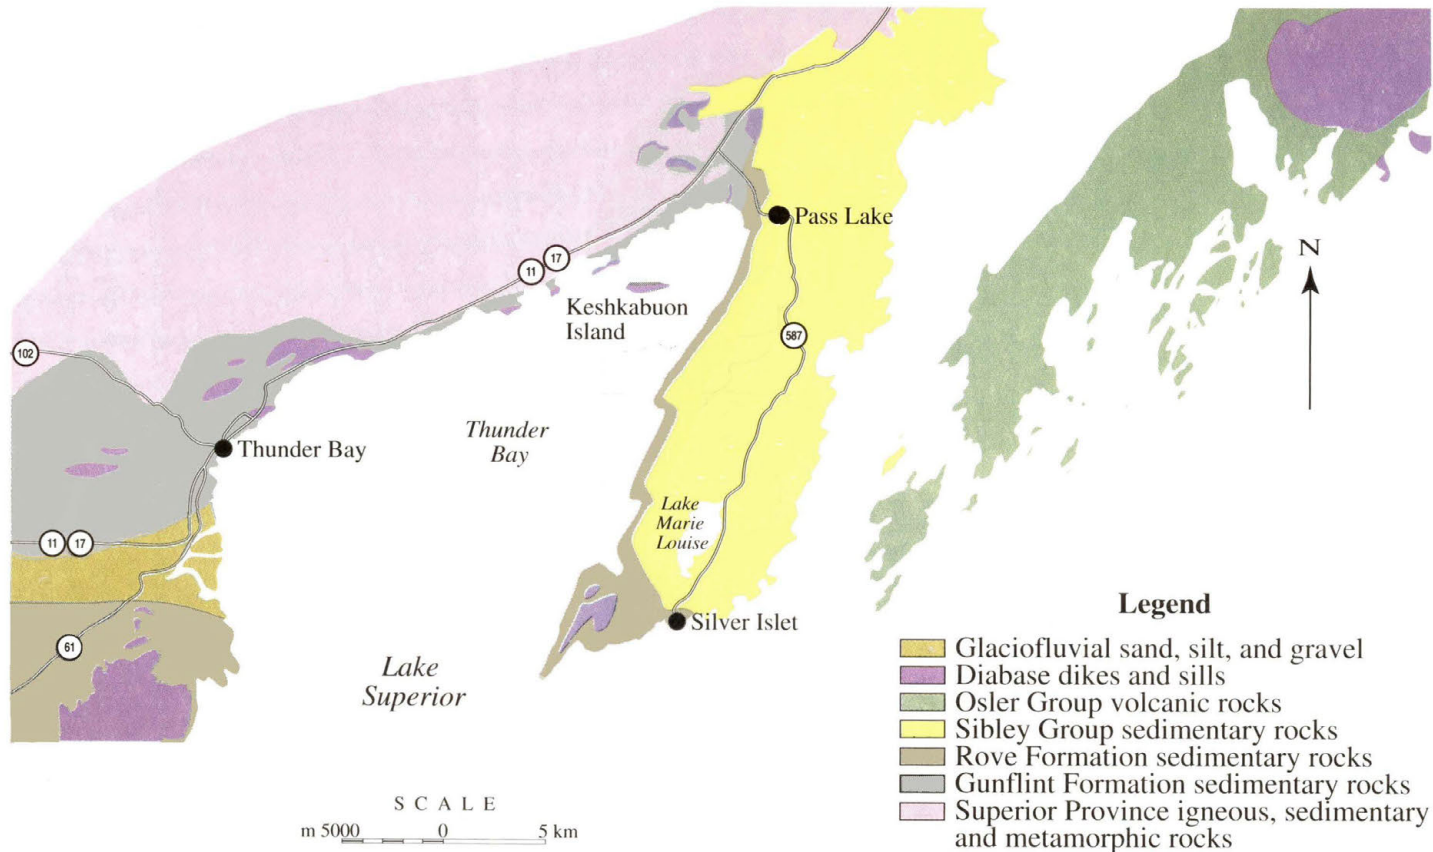 Pass Lake
N
17
11
Keshkabuon
Island
587
102
Thunder
Bay
Thunder Bay
Lake
Marie
Louise
11 17
Silver Islet
61
Lake
Superior
Legend
Glaciofluvial sand, silt, and gravel
Diabase dikes and sills
Osler Group volcanic rocks
Sibley Group sedimentary rocks
Rove Formation sedimentary rocks
Gunflint Formation sedimentary rocks
Superior Province igneous, sedimentary
and metamorphic rocks
SCALE
m 5000 0 5 km